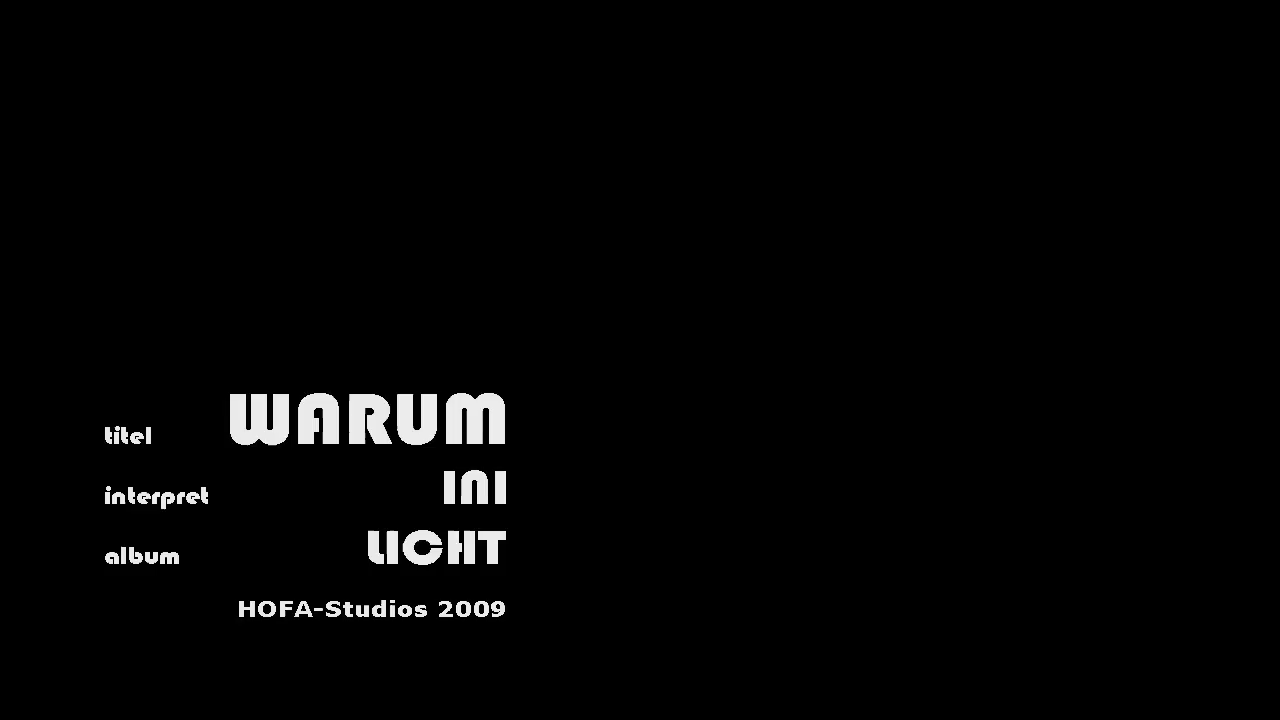 titel WARUM
interpret INI
album LICHT
HOFA-Studios 2009